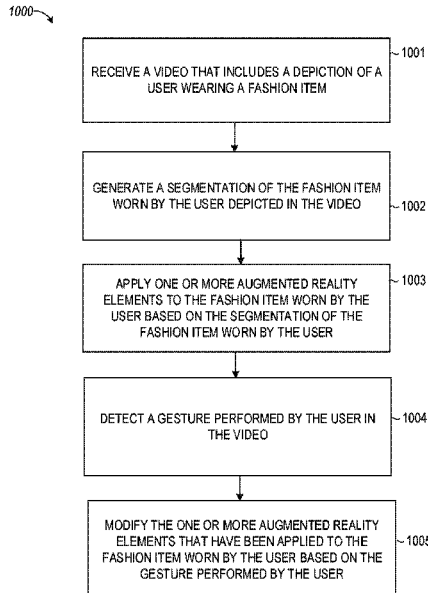 1000
RECEIVE A VIDEO THAT INCLUDES A DEPICTION OF A
USER WEARING A FASHION ITEM
1001
GENERATE A SEGMENTATION OF THE FASHION ITEM
WORN BY THE USER DEPICTED IN THE VIDEO
1002
APPLY ONE OR MORE AUGMENTED REALITY
ELEMENTS TO THE FASHION ITEM WORN BY THE
USER BASED ON THE SEGMENTATION OF THE
FASHION ITEM WORN BY THE USER
1003
DETECT A GESTURE PERFORMED BY THE USER IN
THE VIDEO
1004
MODIFY THE ONE OR MORE AUGMENTED REALITY
ELEMENTS THAT HAVE BEEN APPLIED TO THE
FASHION ITEM WORN BY THE USER BASED ON THE
GESTURE PERFORMED BY THE USER
1005